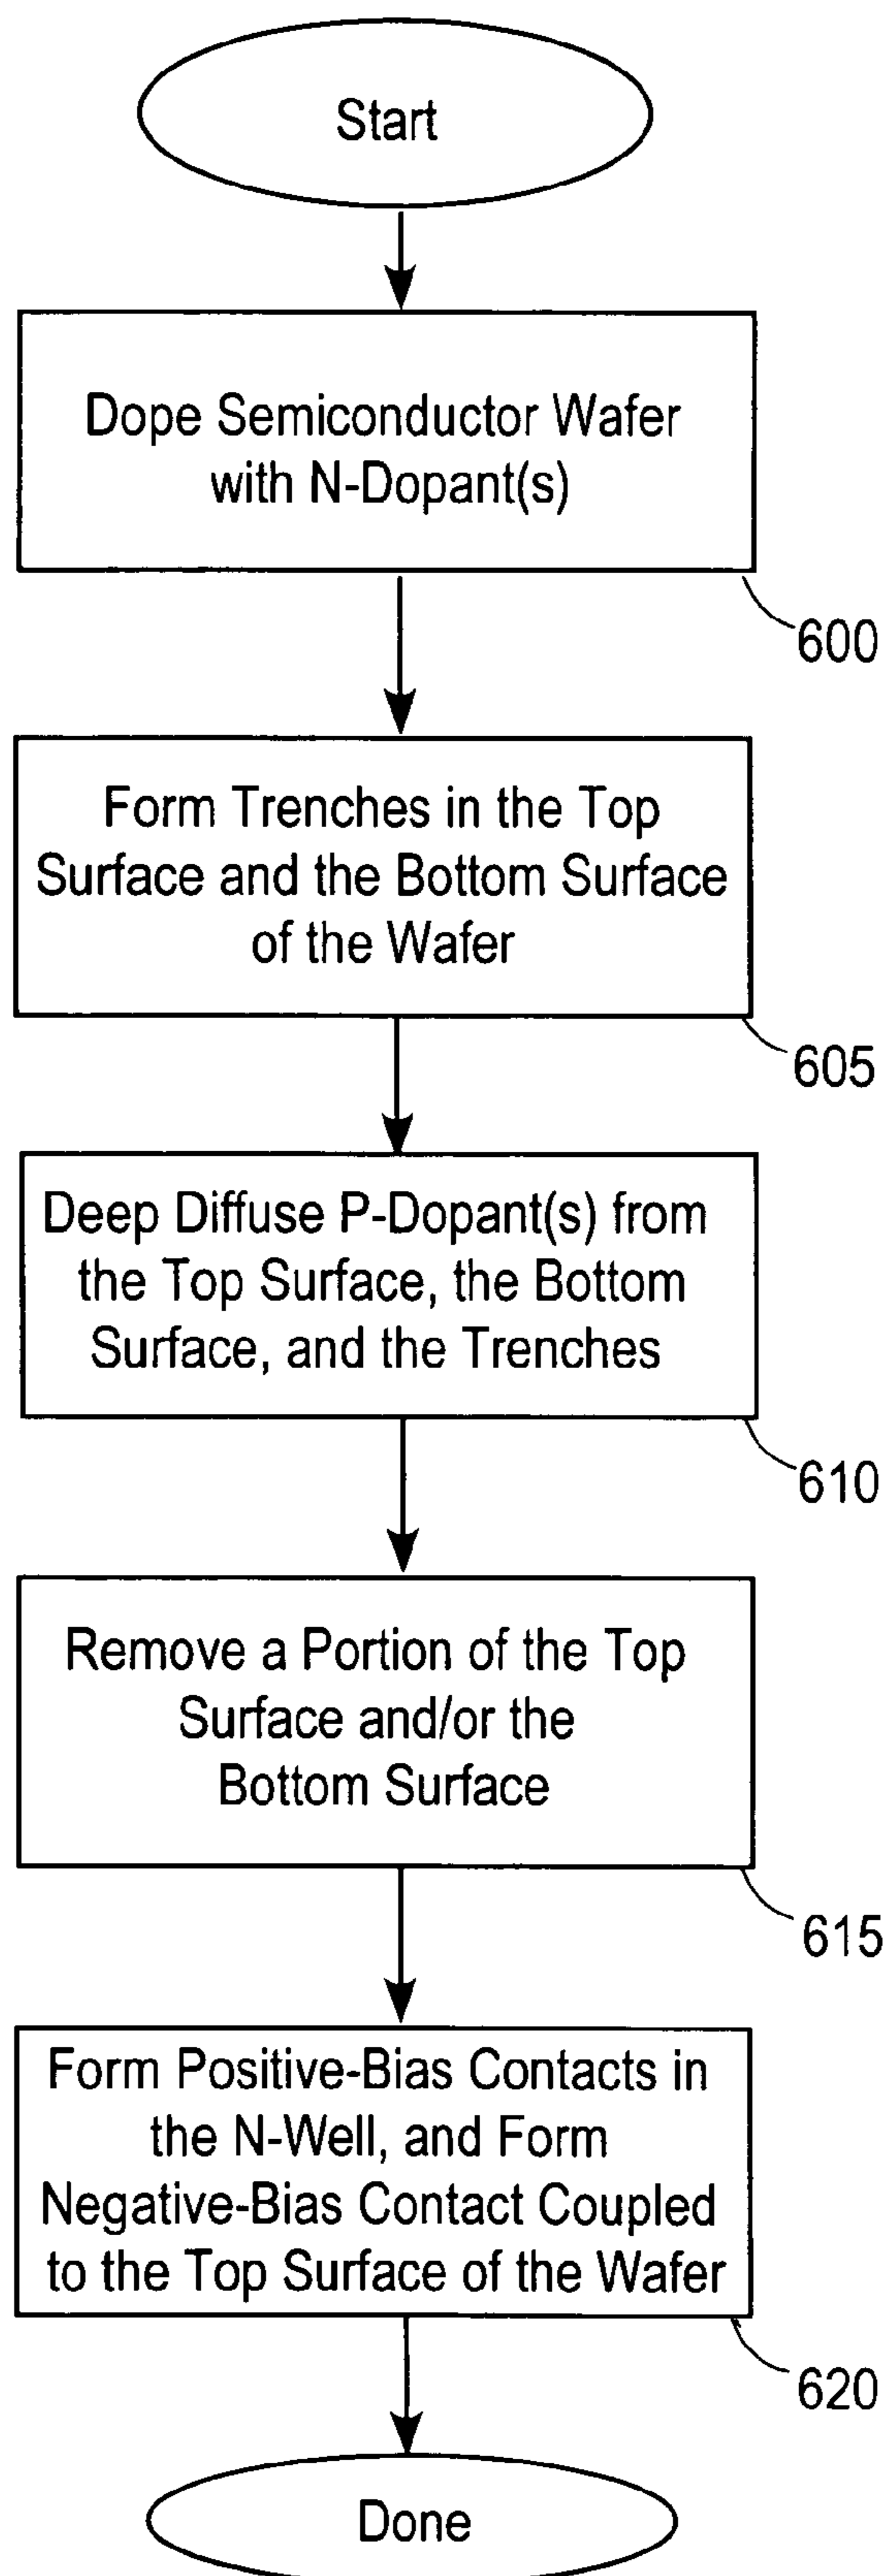 Start
Dope Semiconductor Wafer
with N-Dopant(s)
600
Form Trenches in the Top
Surface and the Bottom Surface
of the Wafer
605
Deep Diffuse P-Dopant(s) from
the Top Surface, the Bottom
Surface, and the Trenches
610
Remove a Portion of the Top
Surface and/or the
Bottom Surface
615
Form Positive-Bias Contacts in
the N-Well, and Form
Negative-Bias Contact Coupled
to the Top Surface of the Wafer
620
Done